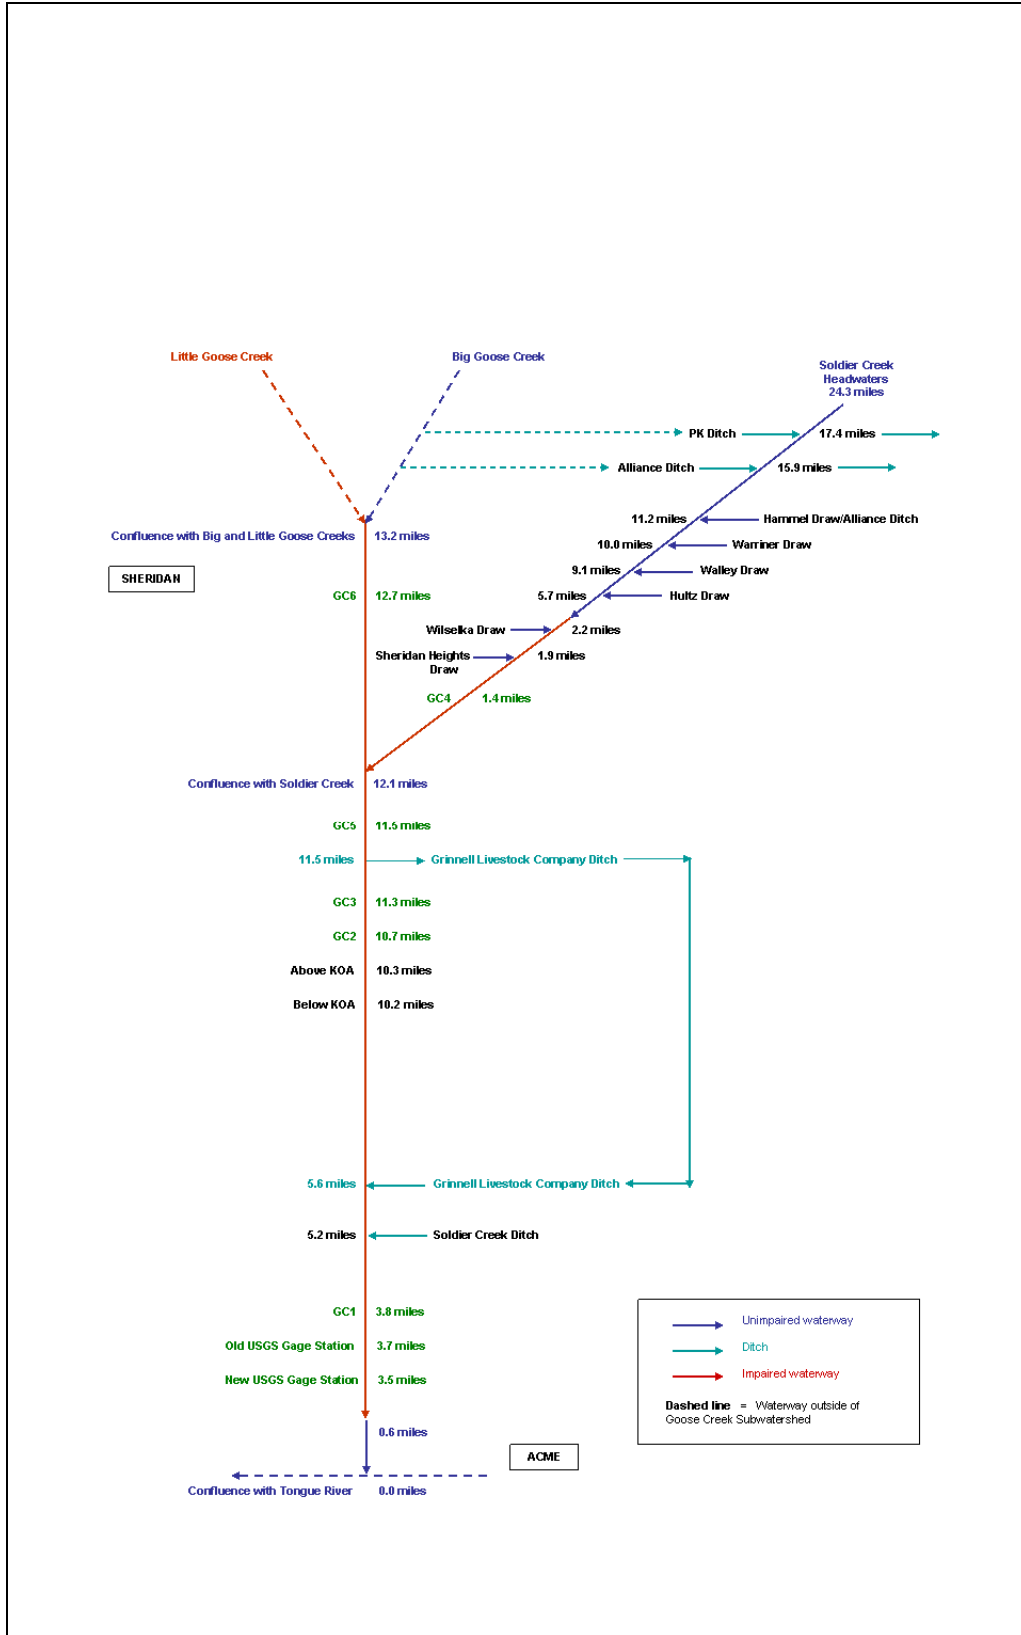 Little Goose Creek
Big Goose Creek
Soldier Creek
Headwaters
24.3 miles
PK Ditch
17.4 miles
Alliance Ditch
15.9 miles
11.2 miles
Hammel Draw/Alliance Ditch
Confluence with Big and Little Goose Creeks
13.2 miles
10.0 miles
Warriner Draw
9.1 miles
Walley Draw
SHERIDAN
GC6
12.7 miles
5.7 miles
Hultz Draw
Wilselka Draw
2.2 miles
Sheridan Heights
Draw
1.9 miles
GC4
1.4 miles
Confluence with Soldier Creek
12.1 miles
GC5
11.5 miles
11.5 miles
Grinnell Livestock Company Ditch
GC3
11.3 miles
GC2
10.7 miles
Above KOA
10.3 miles
Below KOA
10.2 miles
5.6 miles
Grinnell Livestock Company Ditch
5.2 miles
Soldier Creek Ditch
GC1
3.8 miles
Old USGS Gage Station
3.7 miles
New USGS Gage Station
3.5 miles
0.6 miles
ACME
Confluence with Tongue River
0.0 miles
Unimpaired waterway
Ditch
Impaired waterway
Dashed line = Waterway outside of
Goose Creek Subwatershed